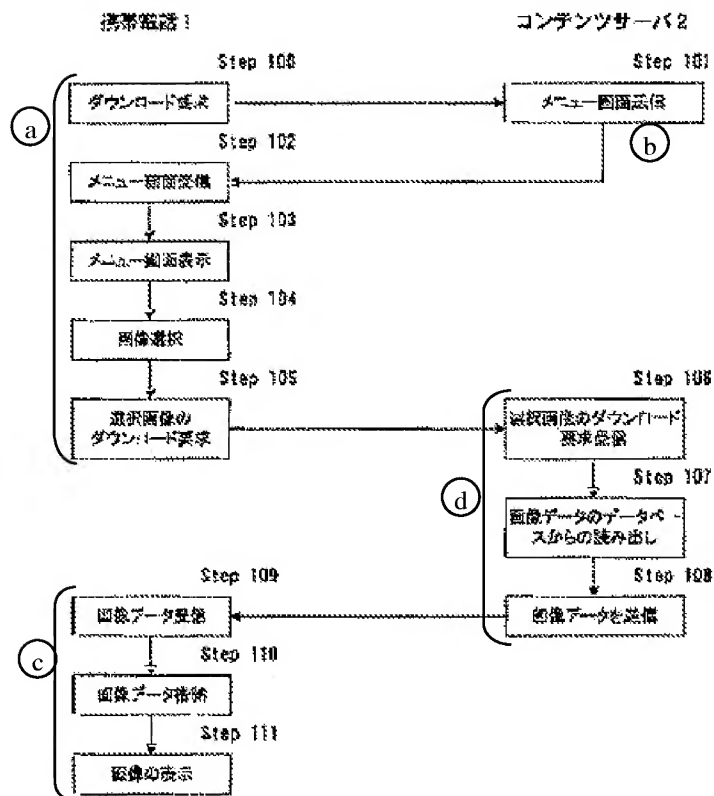 携帯電話1
コンテンツサーバ2
Step 100
Step 101
a
ダウンロード要求
メニュー画面送信
b
Step 102
メニュー画面受信
Step 103
メニュー画面表示
Step 104
画像選択
Step 105
Step 106
選択画像の
ダウンロード要求
選択画像のダウンロード
要求受信
Step 107
d
画像データのデータベー
スからの読み出し
Step 108
Step 109
画像データ受信
画像データを送信
c
Step 110
画像データ
Step 111
画像の表示